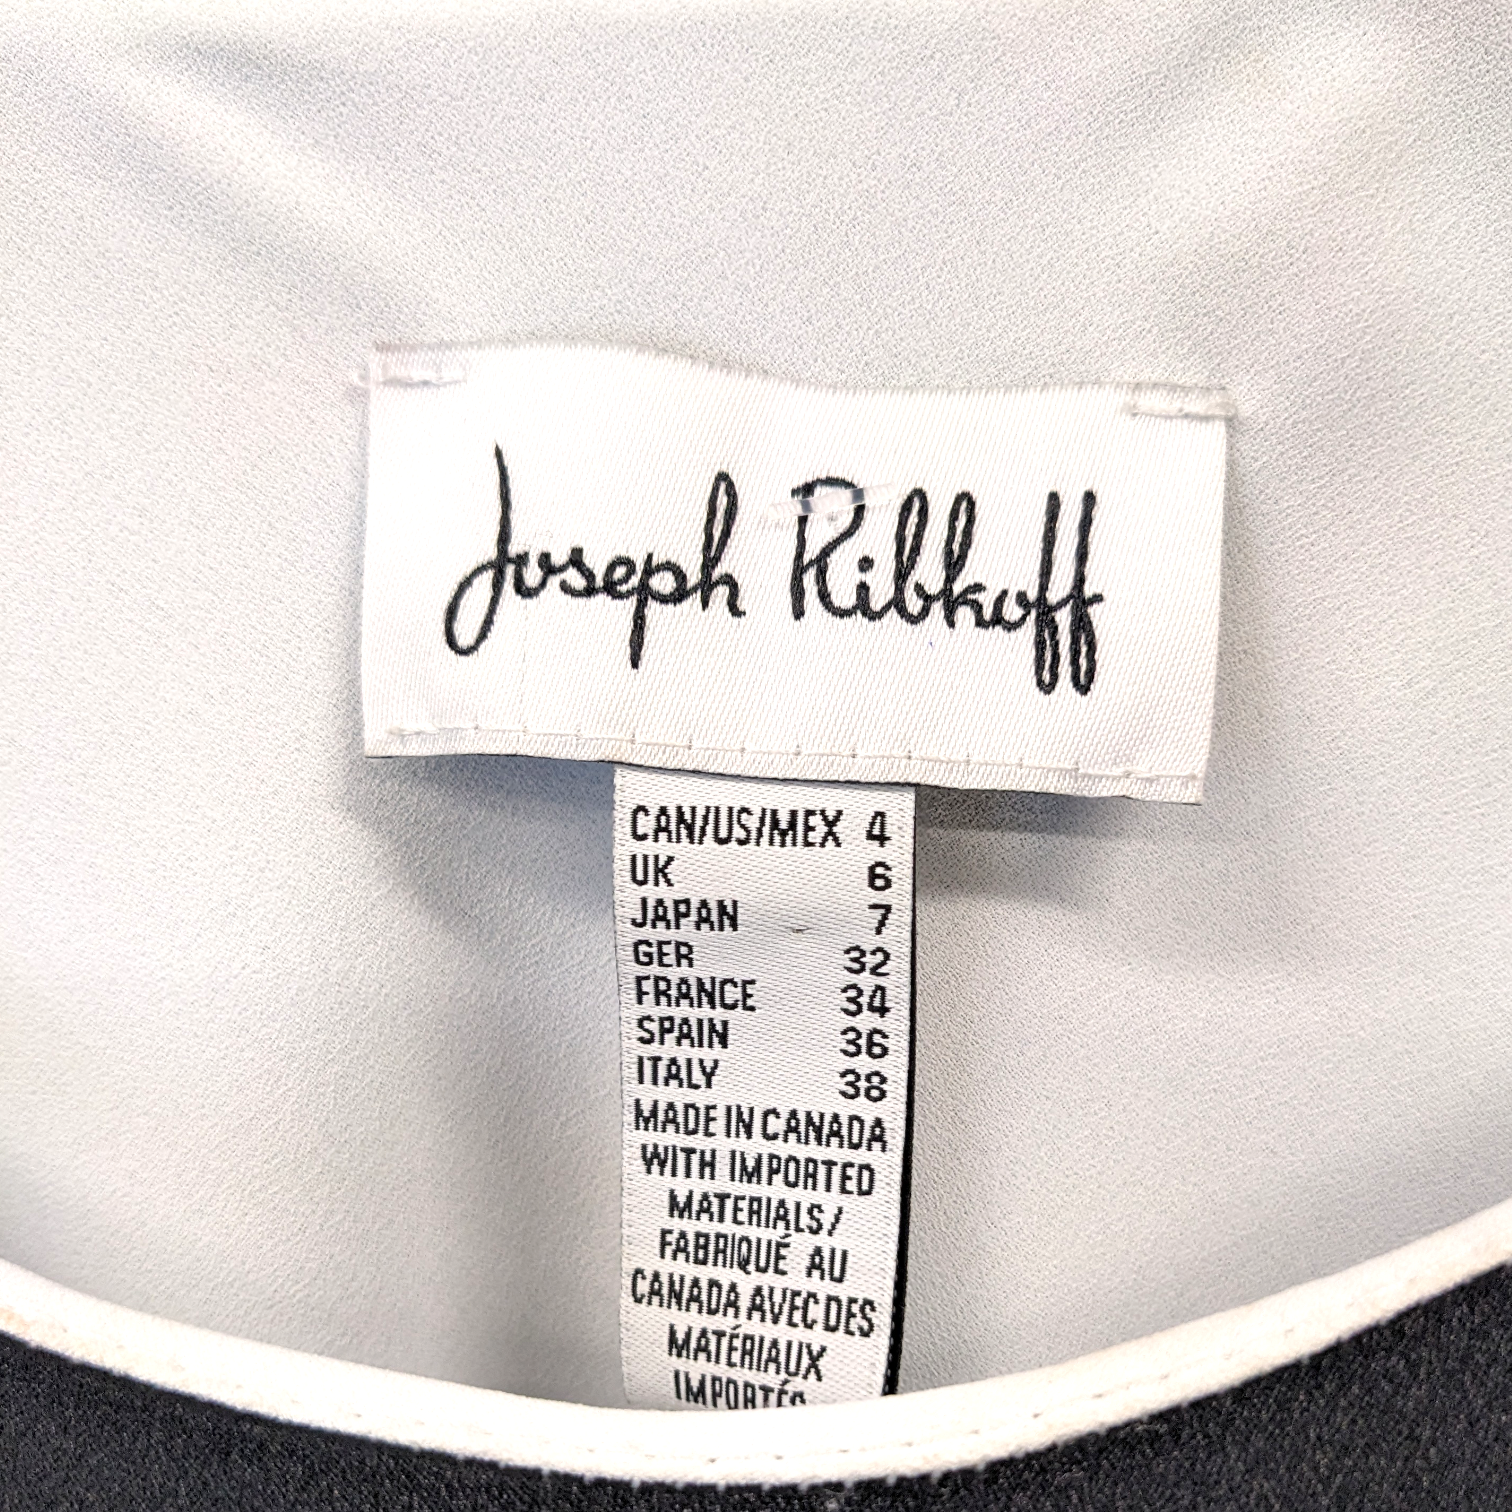 Joseph Ribkoff
CAN/US/MEX 4
UK 6
JAPAN 7
GER 32
FRANCE 34
SPAIN 36
ITALY 38
MADE IN CANADA
WITH IMPORTED
MATERIALS/
FABRIQUÉ AU
CANADA AVEC DES
MATÉRIAUX
IMPORTÉS